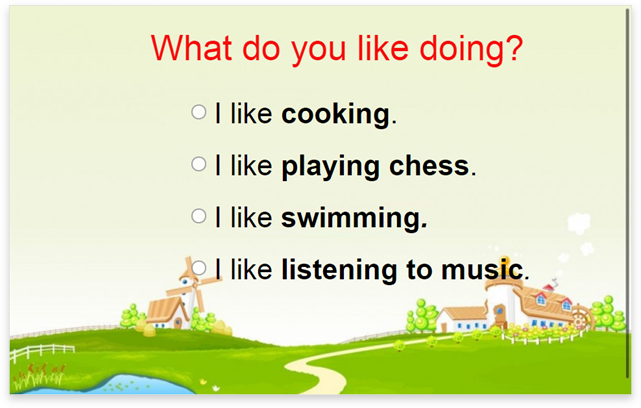 What do you like doing?
I like cooking.
I like playing chess.
I like swimming.
I like listening to music.